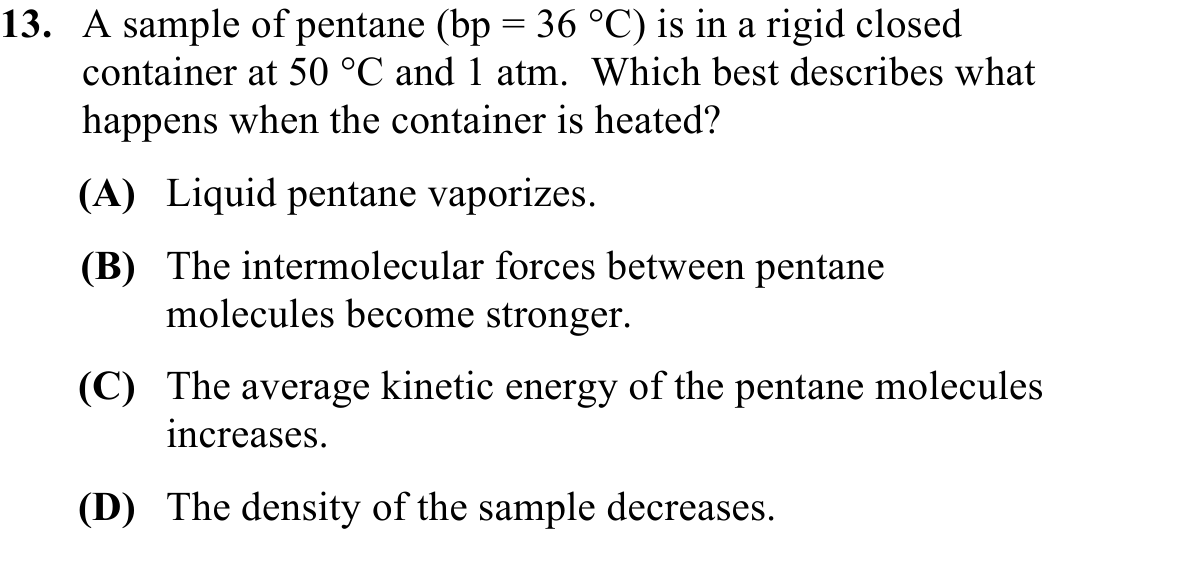 13. A sample of pentane (bp = 36 °C) is in a rigid closed
container at 50 °C and 1 atm. Which best describes what
happens when the container is heated?
(A) Liquid pentane vaporizes.
(B) The intermolecular forces between pentane
molecules become stronger.
(C) The average kinetic energy of the pentane molecules
increases.
(D) The density of the sample decreases.